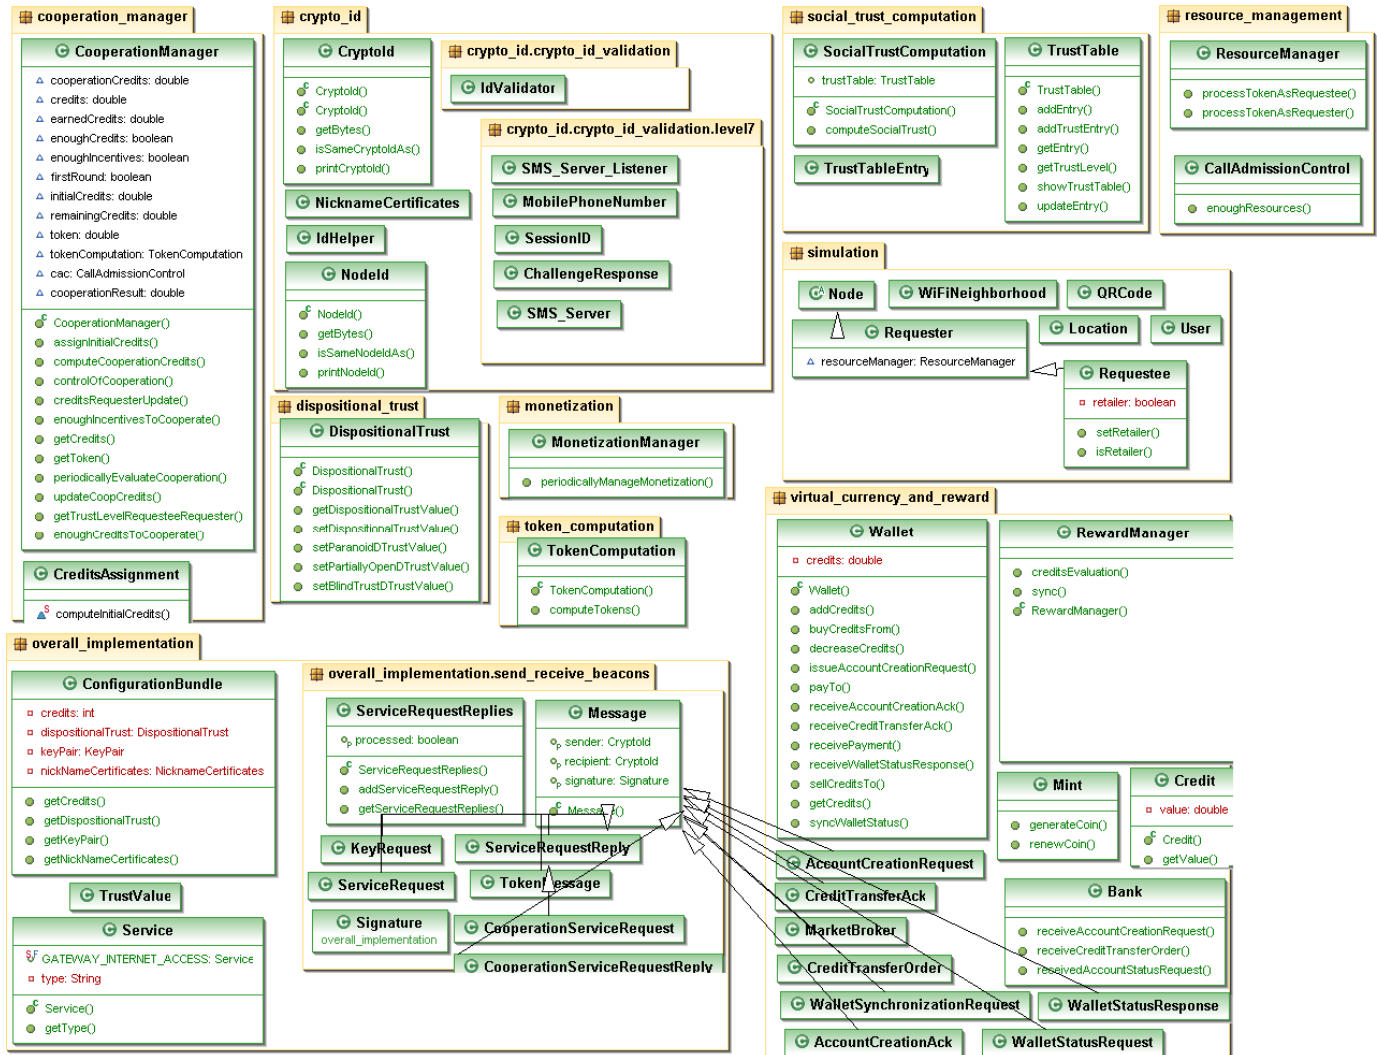 cooperation_manager
CooperationManager
cooperationCredits: double
credits: double
earnedCredits: double
enoughCredits: boolean
enoughIncentives: boolean
firstRound: boolean
initialCredits: double
remainingCredits: double
token: double
tokenComputation: TokenComputation
cac: CallAdmissionControl
cooperationResult: double
CooperationManager()
assignInitialCredits()
computeCooperationCredits()
controlOfCooperation()
creditsRequesterUpdate()
enoughIncentivesToCooperate()
getCredits()
getToken()
periodicallyEvaluateCooperation()
updateCoopCredits()
getTrustLevelRequesteeRequester()
enoughCreditsToCooperate()
CreditsAssignment
computeInitialCredits()
crypto_id
CryptoId
CryptoId()
CryptoId()
getBytes()
isSameCryptoIdAs()
printCryptoId()
NicknameCertificates
IdHelper
NodeId
NodeId()
getBytes()
isSameNodeIdAs()
printNodeId()
crypto_id.crypto_id_validation
IdValidator
crypto_id.crypto_id_validation.level7
SMS_Server_Listener
MobilePhoneNumber
SessionID
ChallengeResponse
SMS_Server
social_trust_computation
SocialTrustComputation
trustTable: TrustTable
SocialTrustComputation()
computeSocialTrust()
TrustTableEntry
TrustTable
TrustTable()
addEntry()
addTrustEntry()
getEntry()
getTrustLevel()
showTrustTable()
updateEntry()
resource_management
ResourceManager
processTokenAsRequestee()
processTokenAsRequester()
CallAdmissionControl
enoughResources()
simulation
Node
WiFiNeighborhood
QRCode
Requester
resourceManager: ResourceManager
Location
User
Requestee
retailer: boolean
setRetailer()
isRetailer()
dispositional_trust
DispositionalTrust
DispositionalTrust()
DispositionalTrust()
getDispositionalTrustValue()
setDispositionalTrustValue()
setParanoidDTrustValue()
setPartiallyOpenDTrustValue()
setBlindTrustDTrustValue()
monetization
MonetizationManager
periodicallyManageMonetization()
token_computation
TokenComputation
TokenComputation()
computeTokens()
virtual_currency_and_reward
Wallet
credits: double
Wallet()
addCredits()
buyCreditsFrom()
decreaseCredits()
issueAccountCreationRequest()
payTo()
receiveAccountCreationAck()
receiveCreditTransferAck()
receivePayment()
receiveWalletStatusResponse()
sellCreditsTo()
getCredits()
syncWalletStatus()
RewardManager
creditsEvaluation()
sync()
RewardManager()
Mint
generateCoin()
renewCoin()
Credit
value: double
Credit()
getValue()
AccountCreationRequest
CreditTransferAck
MarketBroker
CreditTransferOrder
WalletSynchronizationRequest
AccountCreationAck
Bank
receiveAccountCreationRequest()
receiveCreditTransferOrder()
receivedAccountStatusRequest()
WalletStatusResponse
WalletStatusRequest
overall_implementation
ConfigurationBundle
credits: int
dispositionalTrust: DispositionalTrust
keyPair: KeyPair
nickNameCertificates: NicknameCertificates
getCredits()
getDispositionalTrust()
getKeyPair()
getNickNameCertificates()
TrustValue
Service
GATEWAY_INTERNET_ACCESS: Service
type: String
Service()
getType()
overall_implementation.send_receive_beacons
ServiceRequestReplies
processed: boolean
ServiceRequestReplies()
addServiceRequestReply()
getServiceRequestReplies()
Message
sender: CryptoId
recipient: CryptoId
signature: Signature
Message()
KeyRequest
ServiceRequestReply
ServiceRequest
TokenMessage
Signature
overall_implementation
CooperationServiceRequest
CooperationServiceRequestReply